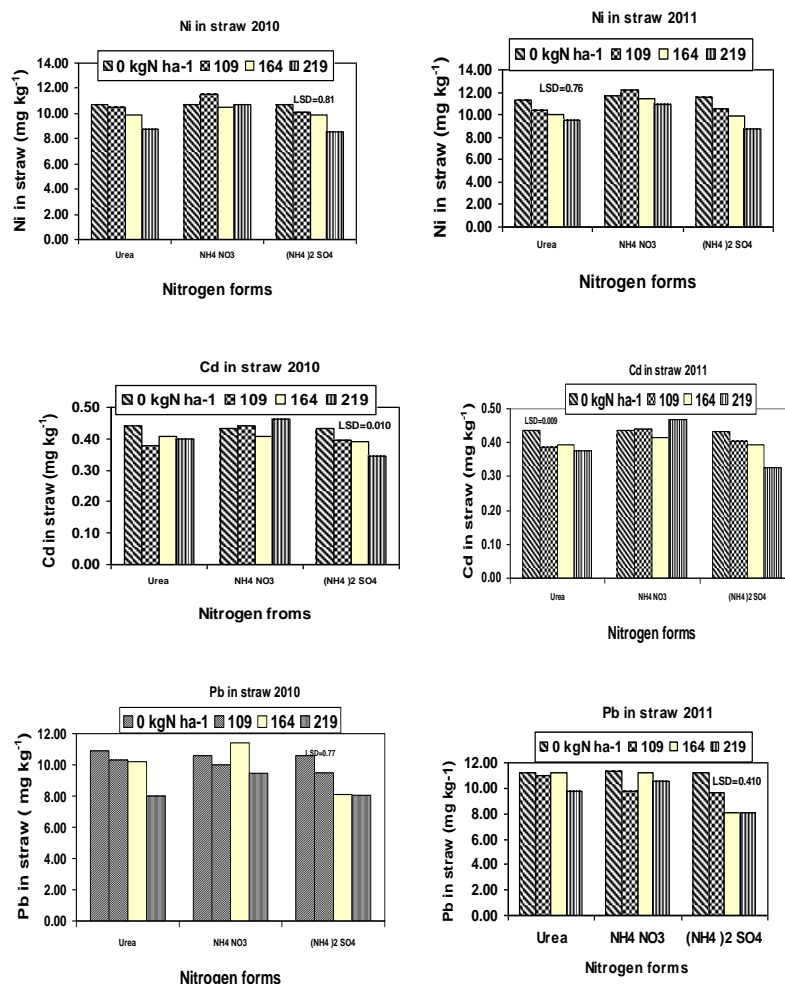 Ni in straw 2010
0 kgN ha-1 109 164 219
LSD=0.81
Ni in straw (mg kg-1)
14.00
12.00
10.00
8.00
6.00
4.00
2.00
0.00
Urea NH4 NO3 (NH4 )2 SO4
Nitrogen forms
Ni in straw 2011
0 kgN ha-1 109 164 219
LSD=0.76
Ni in straw (mg kg-1)
14.00
12.00
10.00
8.00
6.00
4.00
2.00
0.00
Urea NH4 NO3 (NH4 )2 SO4
Nitrogen forms
Cd in straw 2010
0 kgN ha-1 109 164 219
LSD=0.010
Cd in straw (mg kg-1)
0.50
0.40
0.30
0.20
0.10
0.00
Urea NH4 NO3 (NH4 )2 SO4
Nitrogen froms
Cd in straw 2011
0 kgN ha-1 109 164 219
LSD=0.009
Cd in straw (mg kg-1)
0.50
0.40
0.30
0.20
0.10
0.00
Urea NH4 NO3 (NH4 )2 SO4
Nitrogen forms
Pb in straw 2010
0 kgN ha-1 109 164 219
LSD=0.77
Pb in straw ( mg kg-1)
12.00
10.00
8.00
6.00
4.00
2.00
0.00
Urea NH4 NO3 (NH4 )2 SO4
Nitrogen forms
Pb in straw 2011
0 kgN ha-1 109 164 219
LSD=0.410
Pb in straw (mg kg-1)
12.00
10.00
8.00
6.00
4.00
2.00
0.00
Urea NH4 NO3 (NH4 )2 SO4
Nitrogen forms